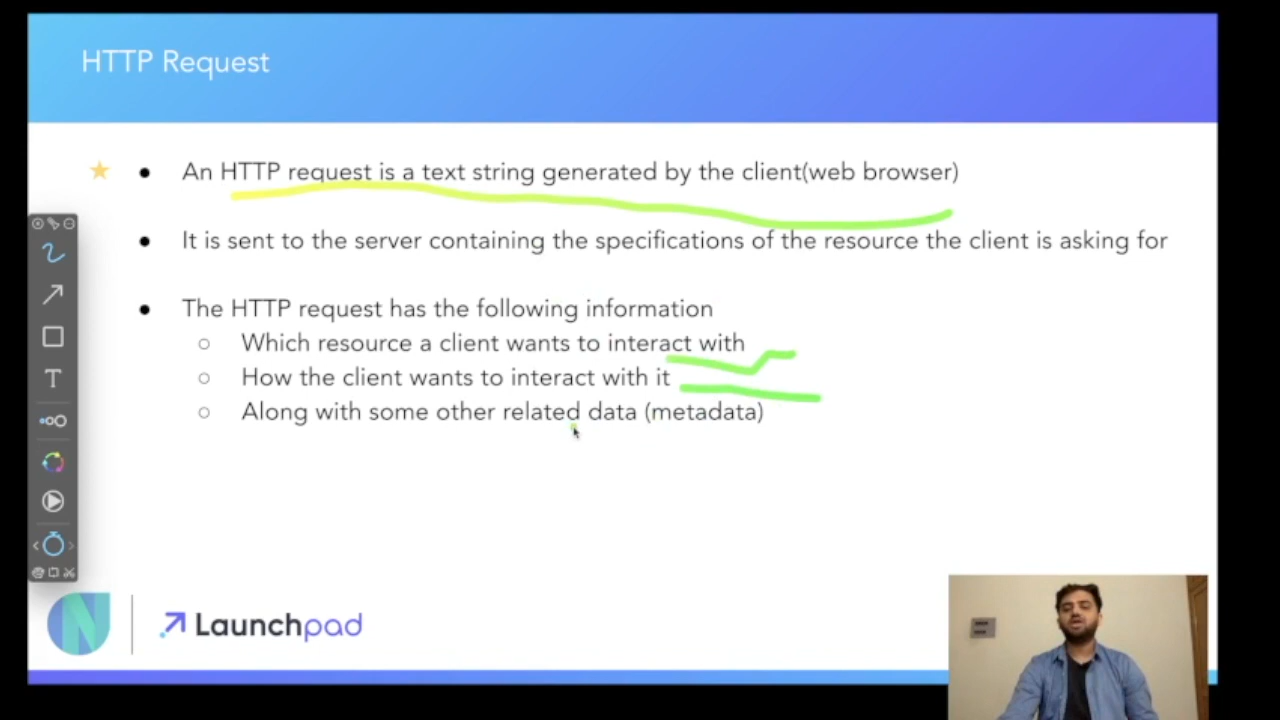 HTTP Request
An HTTP request is a text string generated by the client(web browser)
It is sent to the server containing the specifications of the resource the client is asking for
The HTTP request has the following information
Which resource a client wants to interact with
How the client wants to interact with it
Along with some other related data (metadata)
T
N
Launchpad